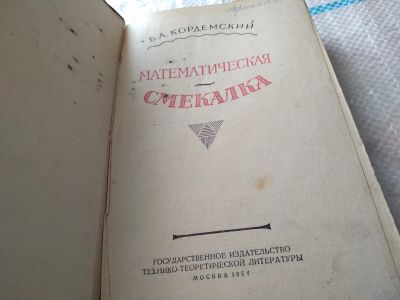 Б.А. КОРДЕМСКИЙ
МАТЕМАТИЧЕСКАЯ
СМЕКАЛКА
ГОСУДАРСТВЕННОЕ ИЗДАТЕЛЬСТВО
ТЕХНИКО-ТЕОРЕТИЧЕСКОЙ ЛИТЕРАТУРЫ
МОСКВА 1954